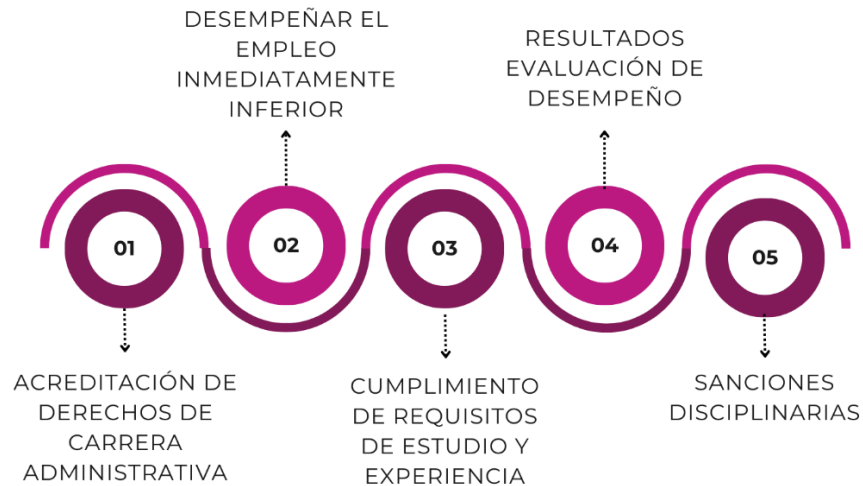 01
ACREDITACIÓN DE
DERECHOS DE
CARRERA
ADMINISTRATIVA
DESEMPEÑAR EL
EMPLEO
INMEDIATAMENTE
INFERIOR
02
03
CUMPLIMIENTO
DE REQUISITOS
DE ESTUDIO Y
EXPERIENCIA
RESULTADOS
EVALUACIÓN DE
DESEMPEÑO
04
05
SANCIONES
DISCIPLINARIAS